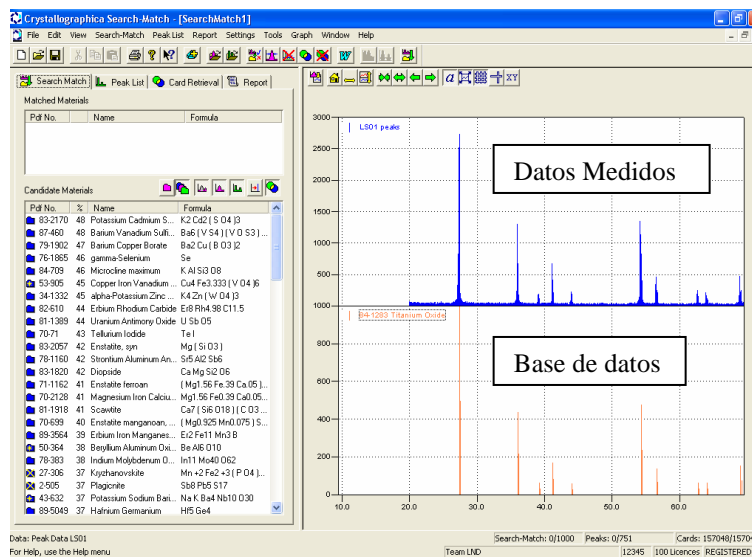 Crystallographica Search-Match - [SearchMatch1]
File Edit View Search-Match Peak List Report Settings Tools Graph Window Help
Search Match Peak List Card Retrieval Report
Matched Materials
Pdf No. Name Formula
Candidate Materials
Pdf No. % Name Formula
83-2170 48 Potassium Cadmium S... K2 Cd2 ( S O4 )3
87-460 48 Barium Vanadium Sulfi... Ba6 ( V S4 ) ( V O S3 ) ...
79-1902 47 Barium Copper Borate Ba2 Cu ( B O3 )2
76-1865 46 gamma-Selenium Se
84-709 46 Microcline maximum K Al Si3 O8
53-905 45 Copper Iron Vanadium ... Cu4 Fe3.333 ( V O4 )6
34-1332 45 alpha-Potassium Zinc ... K4 Zn ( W O4 )3
82-610 44 Erbium Rhodium Carbide Er8 Rh4.98 C11.5
81-1389 44 Uranium Antimony Oxide U Sb O5
70-71 43 Tellurium Iodide Te I
83-2057 42 Enstatite, syn Mg ( Si O3 )
78-1160 42 Strontium Aluminum An... Sr5 Al2 Sb6
83-1820 42 Diopside Ca Mg Si2 O6
71-1162 41 Enstatite ferroan ( Mg1.56 Fe.39 Ca.05 )...
70-2128 41 Magnesium Iron Calciu... Mg1.56 Fe0.39 Ca0.05...
81-1918 41 Scawtite Ca7 ( Si6 O18 ) ( C O3 ...
70-699 40 Enstatite manganoan, ... ( Mg0.925 Mn0.075 ) S...
89-3564 39 Erbium Iron Manganes... Er2 Fe11 Mn3 B
50-364 38 Beryllium Aluminum Oxi... Be Al6 O10
78-383 38 Indium Molybdenum O... In11 Mo40 O62
27-306 37 Kryzhanovskite Mn +2 Fe2 +3 ( P O4 )...
2-505 37 Plagicnite Sb8 Pb5 S17
43-632 37 Potassium Sodium Bari... Na K Ba4 Nb10 O30
89-5049 37 Hafnium Germanium Hf5 Ge4
a XY
LS01 peaks
3000
2500
2000
1500
1000
500
1000
Datos Medidos
84-1283 Titanium Oxide
800
600
400
200
0
Base de datos
10.0 20.0 30.0 40.0 50.0 60.0
Data: Peak Data LS01 Search-Match: 0/1000 Peaks: 0/751 Cards: 157048/1570
For Help, use the Help menu Team LND 12345 100 Licences REGISTERED